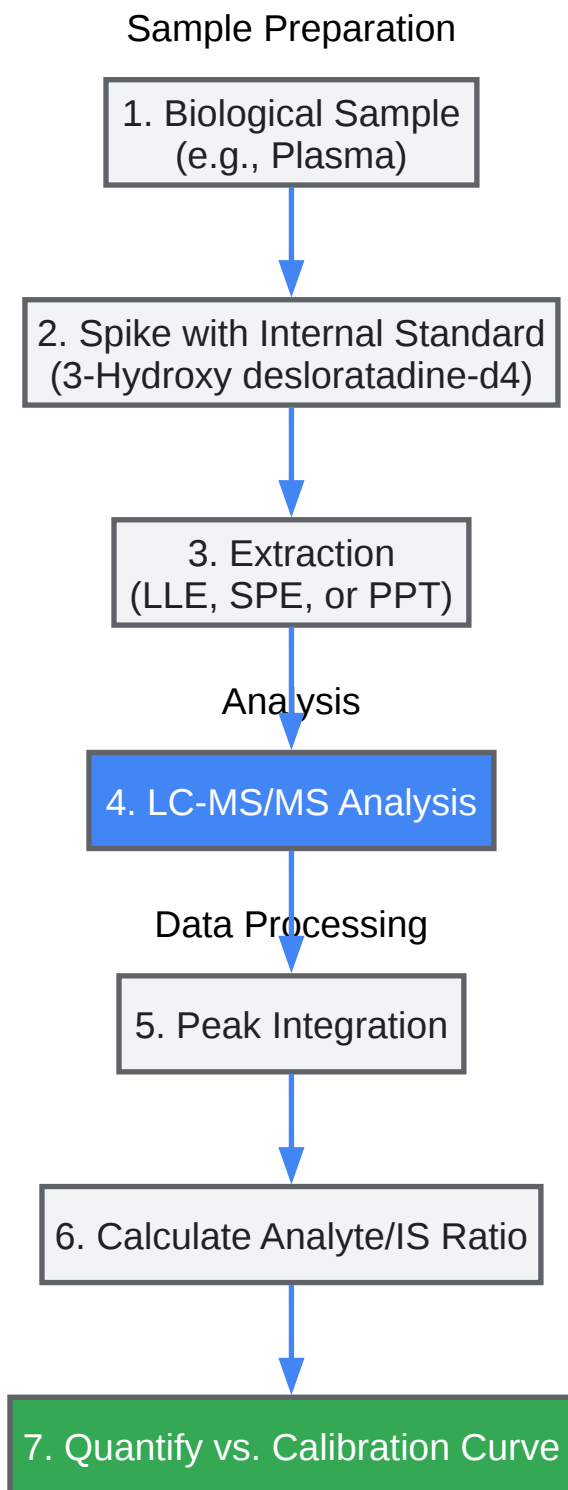 Sample Preparation
1. Biological Sample
(e.g., Plasma)
2. Spike with Internal Standard
(3-Hydroxy desloratadine-d4)
3. Extraction
(LLE, SPE, or PPT)
Analysis
4. LC-MS/MS Analysis
Data Processing
5. Peak Integration
6. Calculate Analyte/IS Ratio
7. Quantify vs. Calibration Curve